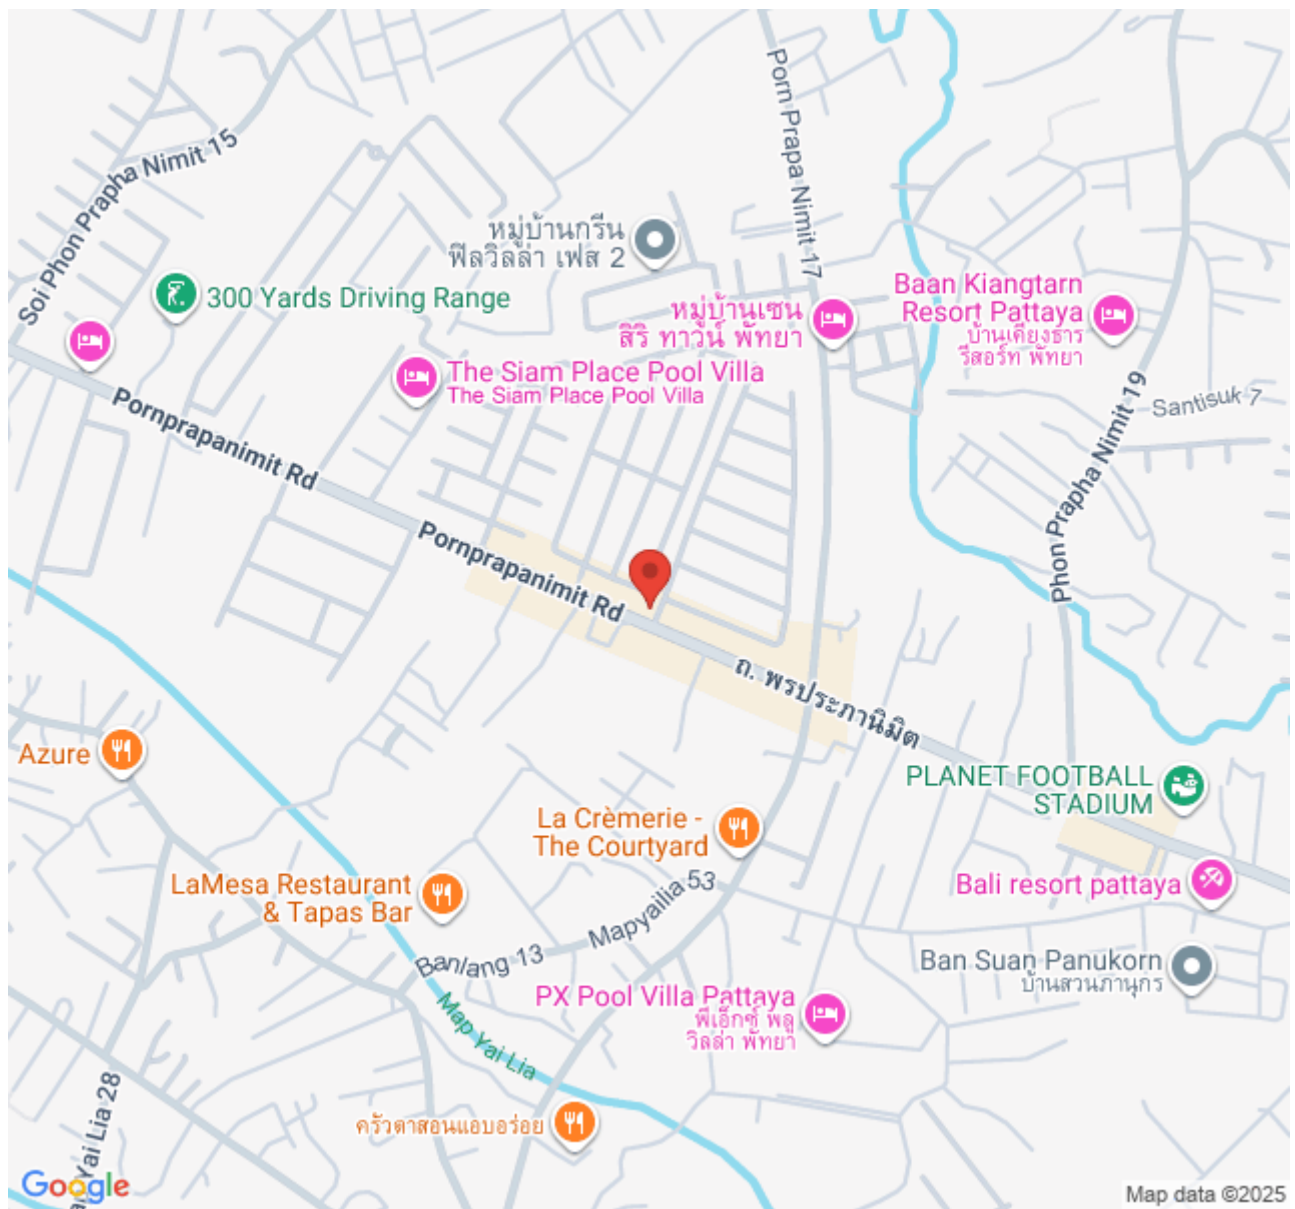 Porn Prapa Nimit 17
Soi Phon Prapha Nimit 15
หมู่บ้านกรีน
ฟิลวิลล่า เฟส 2
300 Yards Driving Range
หมู่บ้านเซน
สิริ ทาวน์ พัทยา
Baan Kiangtarn
Resort Pattaya
บ้านเคียงธาร
รีสอร์ท พัทยา
The Siam Place Pool Villa
The Siam Place Pool Villa
Santisuk 7
Phon Prapha Nimit 19
Pornprapanimit Rd
Pornprapanimit Rd
ถ. พรประภานิมิต
Azure
PLANET FOOTBALL
STADIUM
La Crèmerie -
The Courtyard
LaMesa Restaurant
& Tapas Bar
Mapyailia 53
Bali resort pattaya
Banlang 13
Ban Suan Panukorn
บ้านสวนภานุกร
PX Pool Villa Pattaya
พีเอ็กซ์ พลู
วิลล่า พัทยา
Map Yai Lia
ครัวตาสอนแอบอร่อย
Yai Lia 28
Google
Map data ©2025